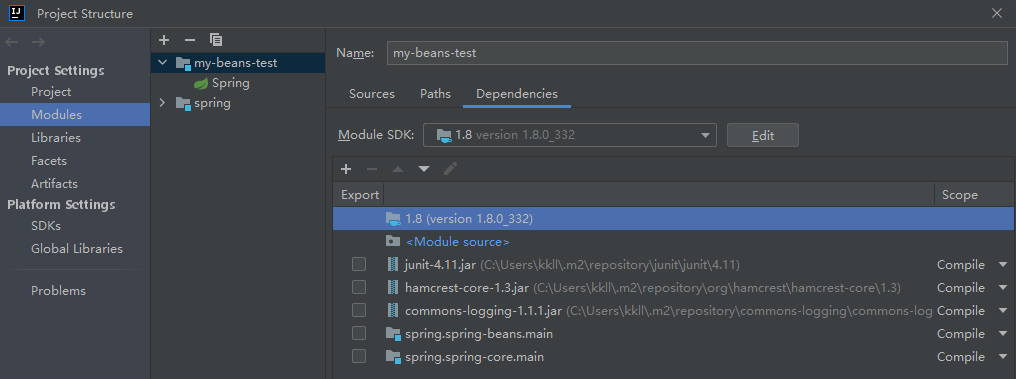 IJ Project Structure
Project Settings
Project
Modules
Libraries
Facets
Artifacts
Platform Settings
SDKs
Global Libraries
Problems
my-beans-test
Spring
spring
Name: my-beans-test
Sources Paths Dependencies
Module SDK: 1.8 version 1.8.0_332 Edit
Export Scope
1.8 (version 1.8.0_332)
<Module source>
junit-4.11.jar (C:\Users\kkll\.m2\repository\junit\junit\4.11) Compile
hamcrest-core-1.3.jar (C:\Users\kkll\.m2\repository\org\hamcrest\hamcrest-core\1.3) Compile
commons-logging-1.1.1.jar (C:\Users\kkll\.m2\repository\commons-logging\commons-log Compile
spring.spring-beans.main Compile
spring.spring-core.main Compile